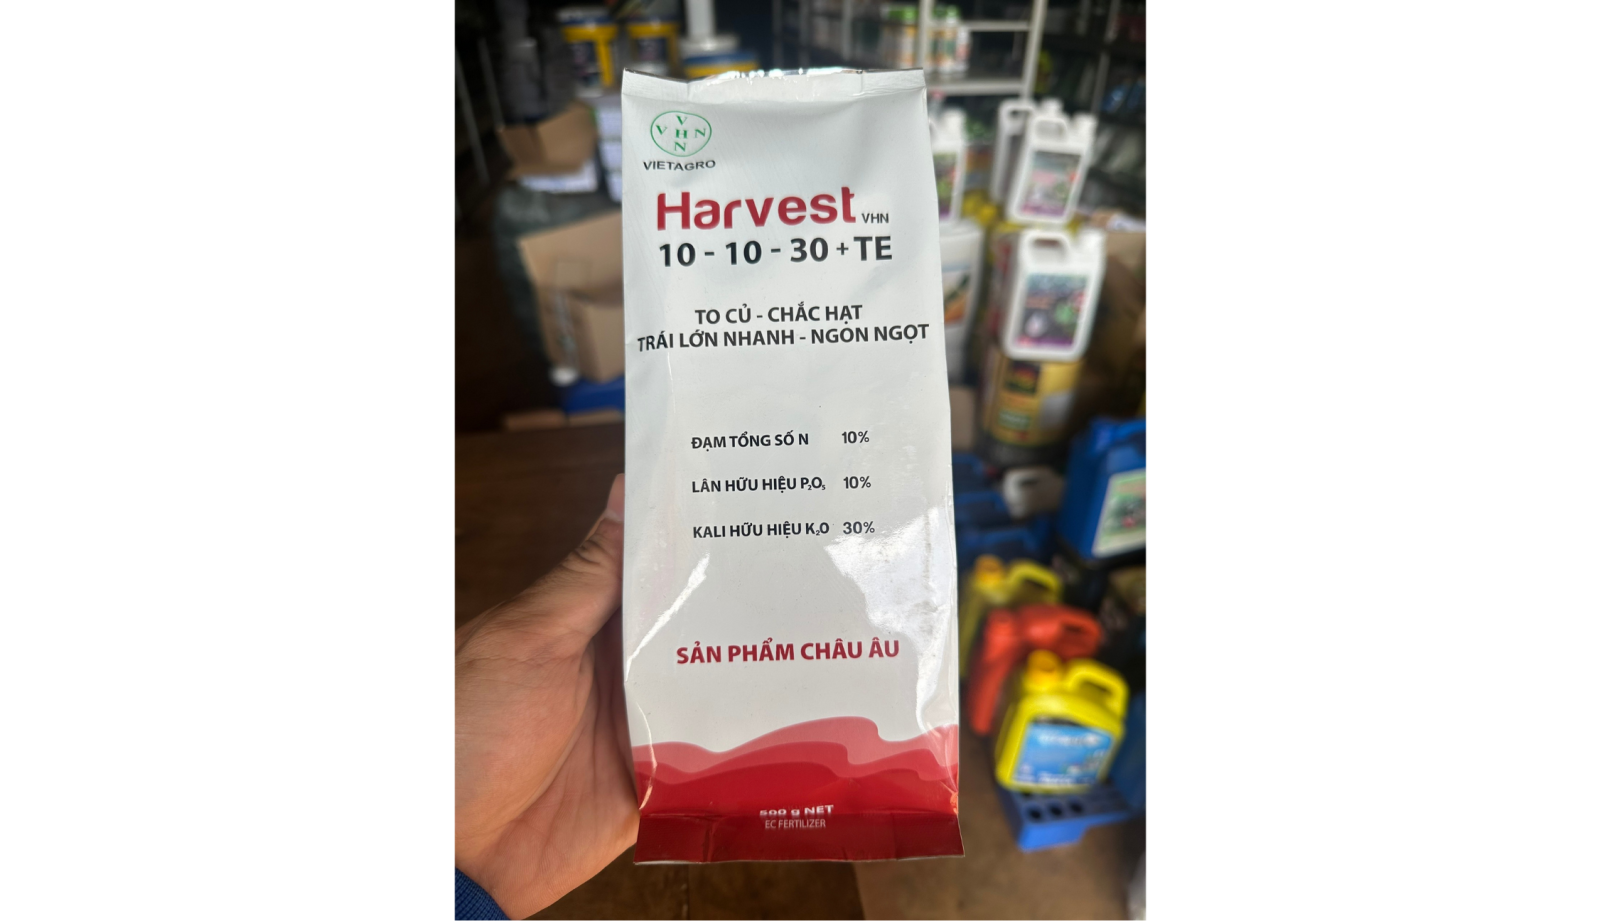 V
V H N
N
VIETAGRO
Harvest VHN
10 - 10 - 30 + TE
TO CỦ - CHẮC HẠT
TRÁI LỚN NHANH - NGON NGỌT
ĐẠM TỔNG SỐ N 10%
LÂN HỮU HIỆU P₂O₅ 10%
KALI HỮU HIỆU K₂O 30%
SẢN PHẨM CHÂU ÂU
500 g NET
EC FERTILIZER